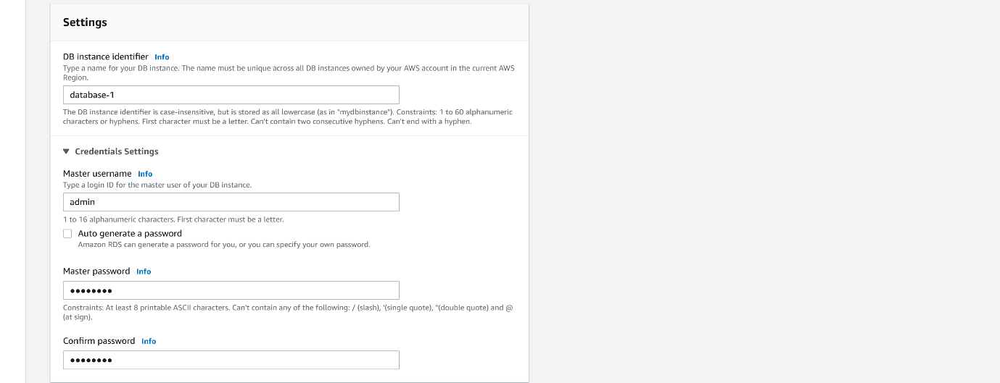 Settings
DB instance identifier Info
Type a name for your DB instance. The name must be unique across all DB instances owned by your AWS account in the current AWS
Region.
database-1
The DB instance identifier is case-insensitive, but is stored as all lowercase (as in "mydbinstance"). Constraints: 1 to 60 alphanumeric
characters or hyphens. First character must be a letter. Can't contain two consecutive hyphens. Can't end with a hyphen.
Credentials Settings
Master username Info
Type a login ID for the master user of your DB instance.
admin
1 to 16 alphanumeric characters. First character must be a letter.
Auto generate a password
Amazon RDS can generate a password for you, or you can specify your own password.
Master password Info
••••••••
Constraints: At least 8 printable ASCII characters. Can't contain any of the following: / (slash), '(single quote), "(double quote) and @
(at sign).
Confirm password Info
••••••••